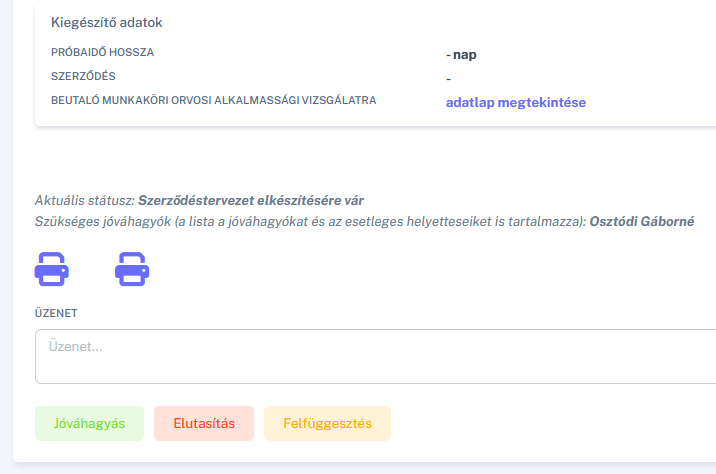 Kiegészítő adatok
PRÓBAIDŐ HOSSZA - nap
SZERZŐDÉS -
BEUTALÓ MUNKAKÖRI ORVOSI ALKALMASSÁGI VIZSGÁLATRA adatlap megtekintése
Aktuális státusz: Szerződéstervezet elkészítésére vár
Szükséges jóváhagyók (a lista a jóváhagyókat és az esetleges helyetteseiket is tartalmazza): Osztódi Gáborné
ÜZENET
Üzenet...
Jóváhagyás Elutasítás Felfüggesztés